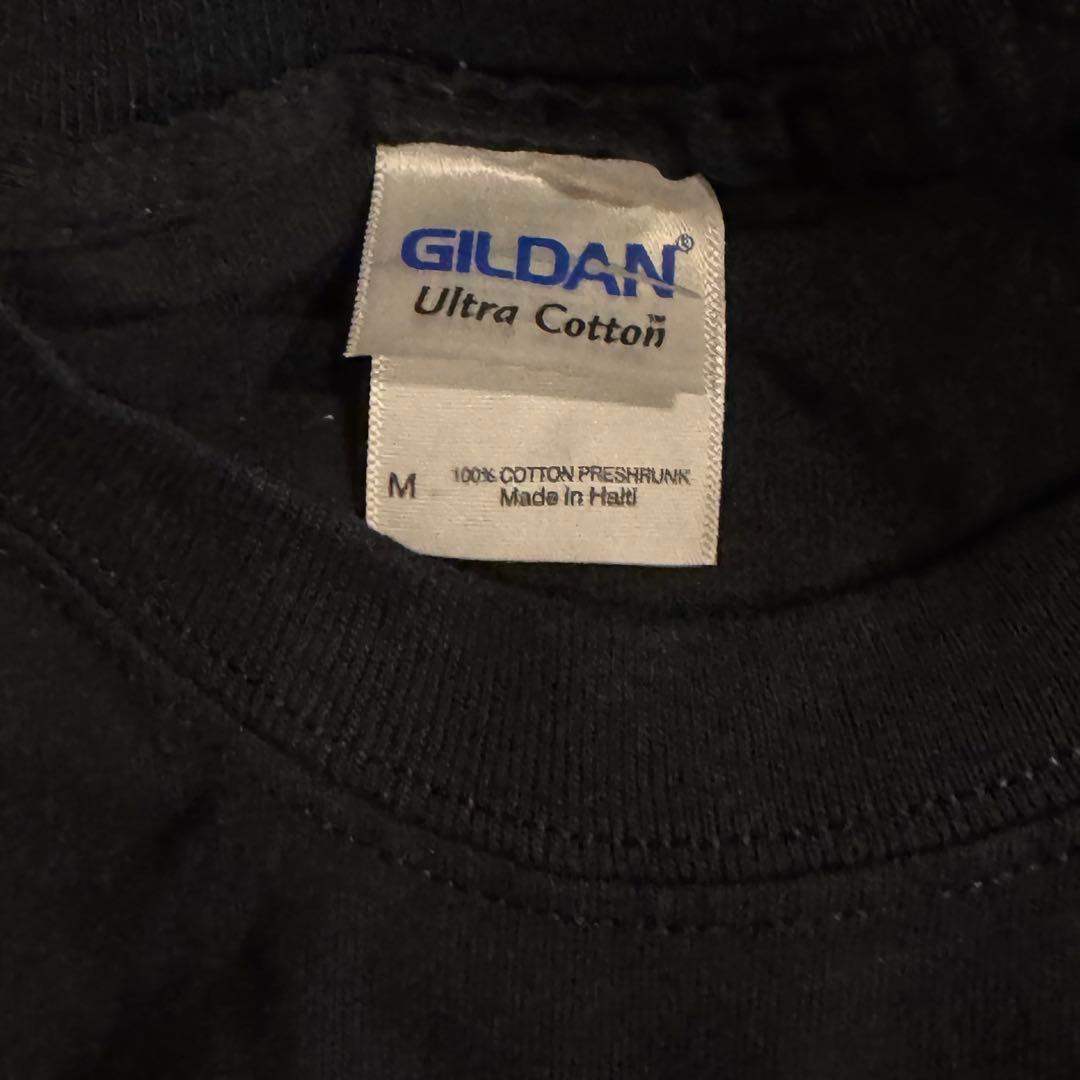 GILDAN®
Ultra Cotton™
M 100% COTTON PRESHRUNK
Made in Haiti